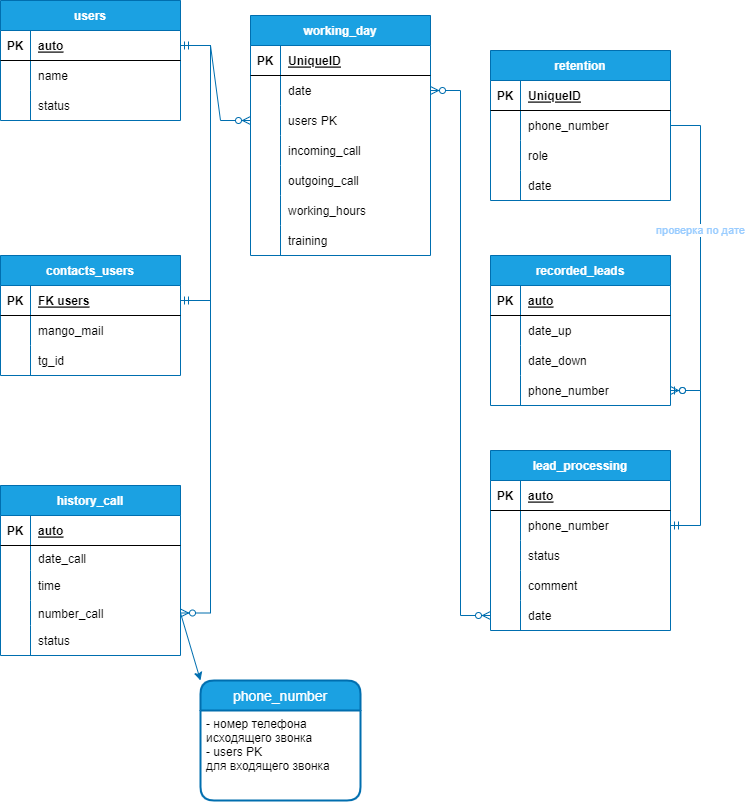 users
PK auto
name
status
working_day
PK UniqueID
date
users PK
incoming_call
outgoing_call
working_hours
training
retention
PK UniqueID
phone_number
role
date
проверка по дате
contacts_users
PK FK users
mango_mail
tg_id
recorded_leads
PK auto
date_up
date_down
phone_number
lead_processing
PK auto
phone_number
status
comment
date
history_call
PK auto
date_call
time
number_call
status
phone_number
- номер телефона
исходящего звонка
- users PK
для входящего звонка